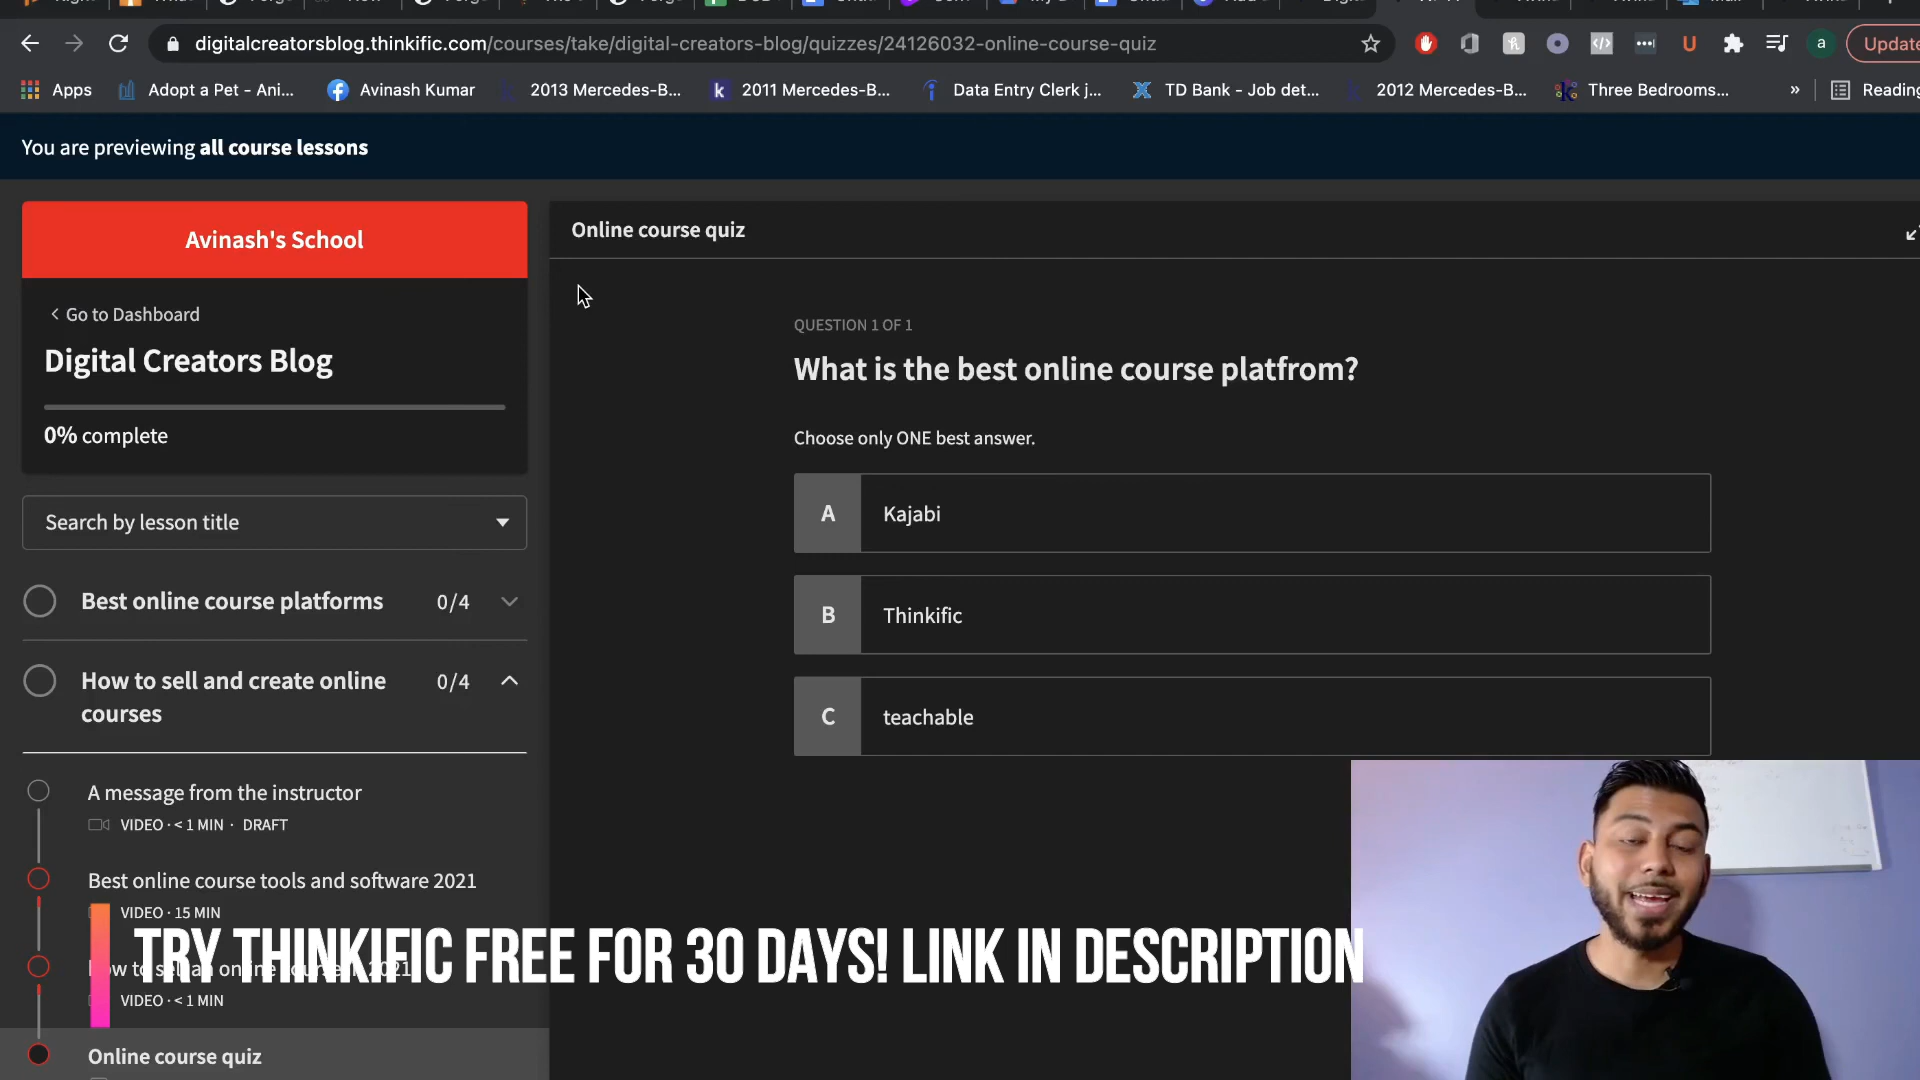 digitalcreatorsblog.thinkific.com/courses/take/digital-creators-blog/quizzes/24126032-online-course-quiz
a
Update
Apps
Adopt a Pet - Ani...
Avinash Kumar
2013 Mercedes-B...
2011 Mercedes-B...
Data Entry Clerk j...
TD Bank - Job det...
2012 Mercedes-B...
Three Bedrooms...
»
Reading
You are previewing all course lessons
Avinash's School
Go to Dashboard
Digital Creators Blog
0% complete
Search by lesson title
Best online course platforms 0/4
How to sell and create online 0/4
courses
A message from the instructor
VIDEO · < 1 MIN · DRAFT
Best online course tools and software 2021
VIDEO · 15 MIN
VIDEO · < 1 MIN
Online course quiz
Online course quiz
QUESTION 1 OF 1
What is the best online course platfrom?
Choose only ONE best answer.
A Kajabi
B Thinkific
C teachable
TRY THINKIFIC FREE FOR 30 DAYS! LINK IN DESCRIPTION